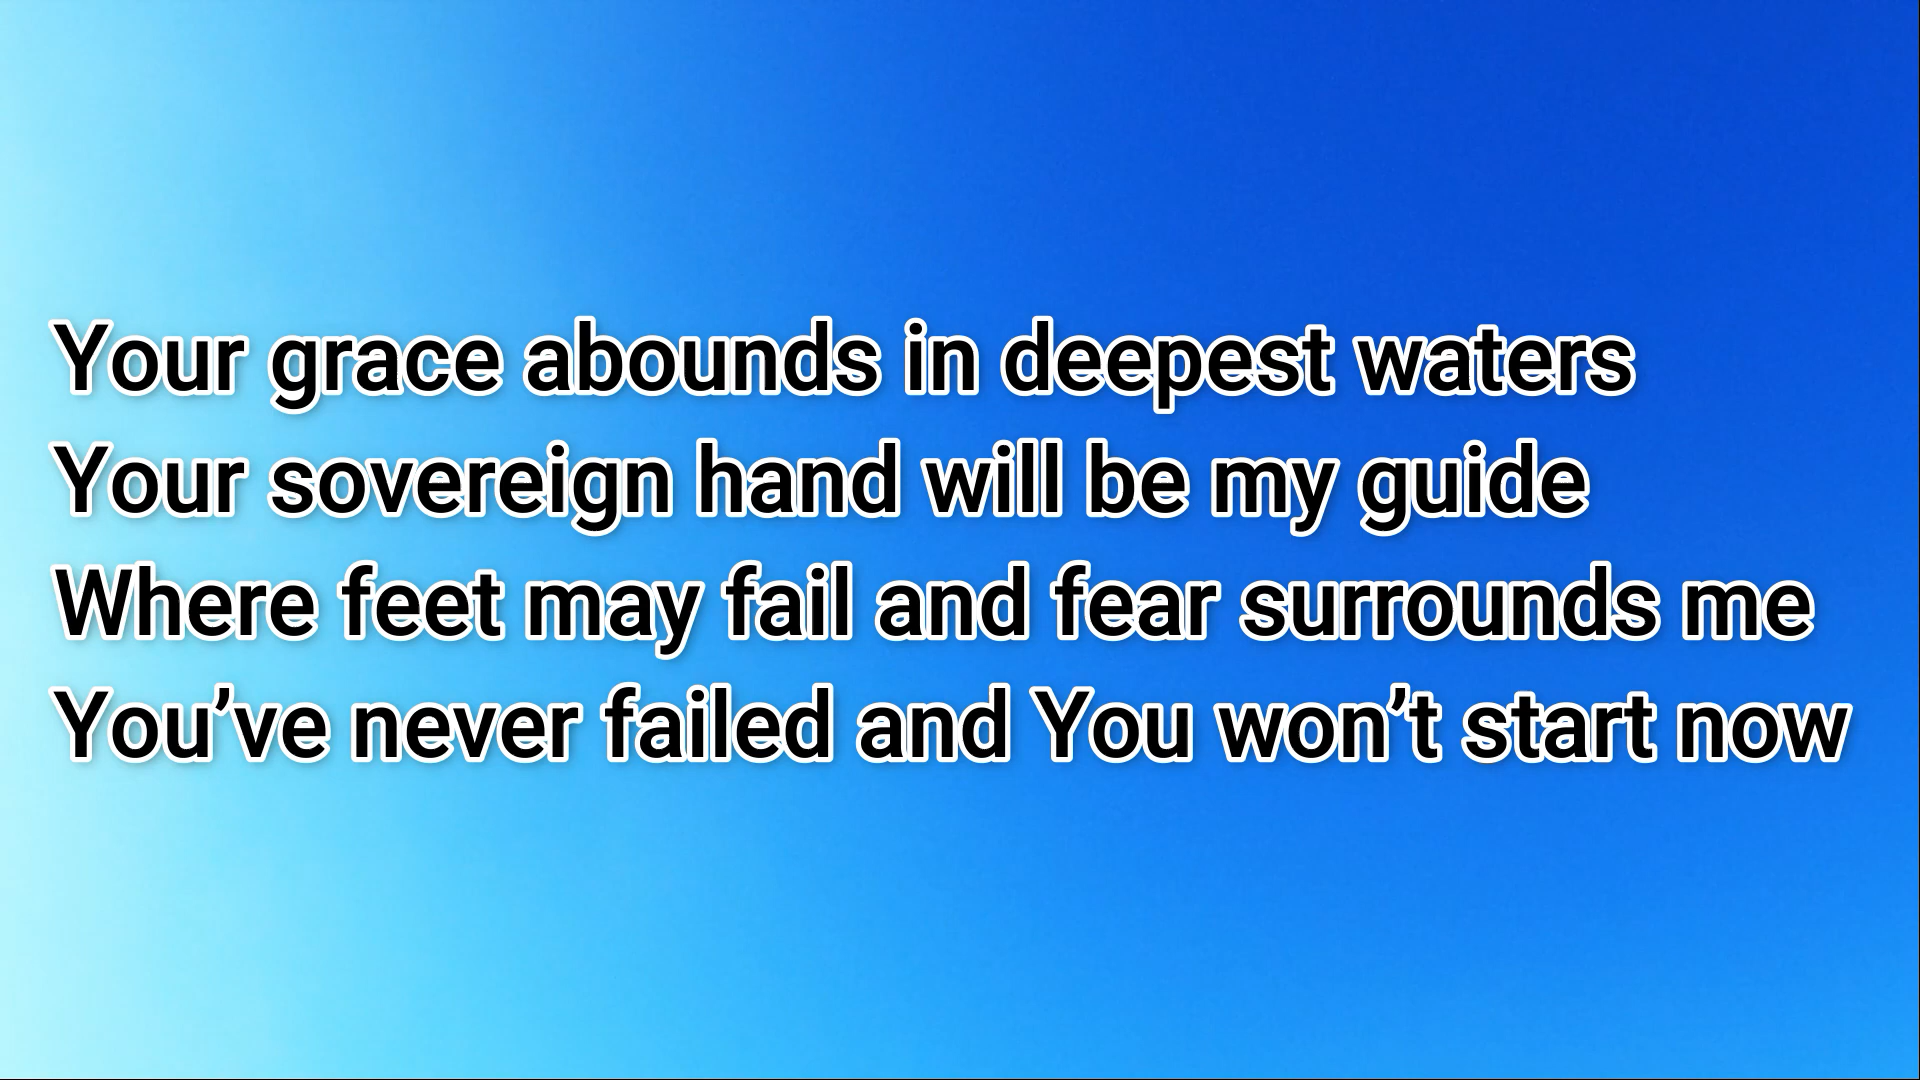 Your grace abounds in deepest waters
Your sovereign hand will be my guide
Where feet may fail and fear surrounds me
You’ve never failed and You won’t start now